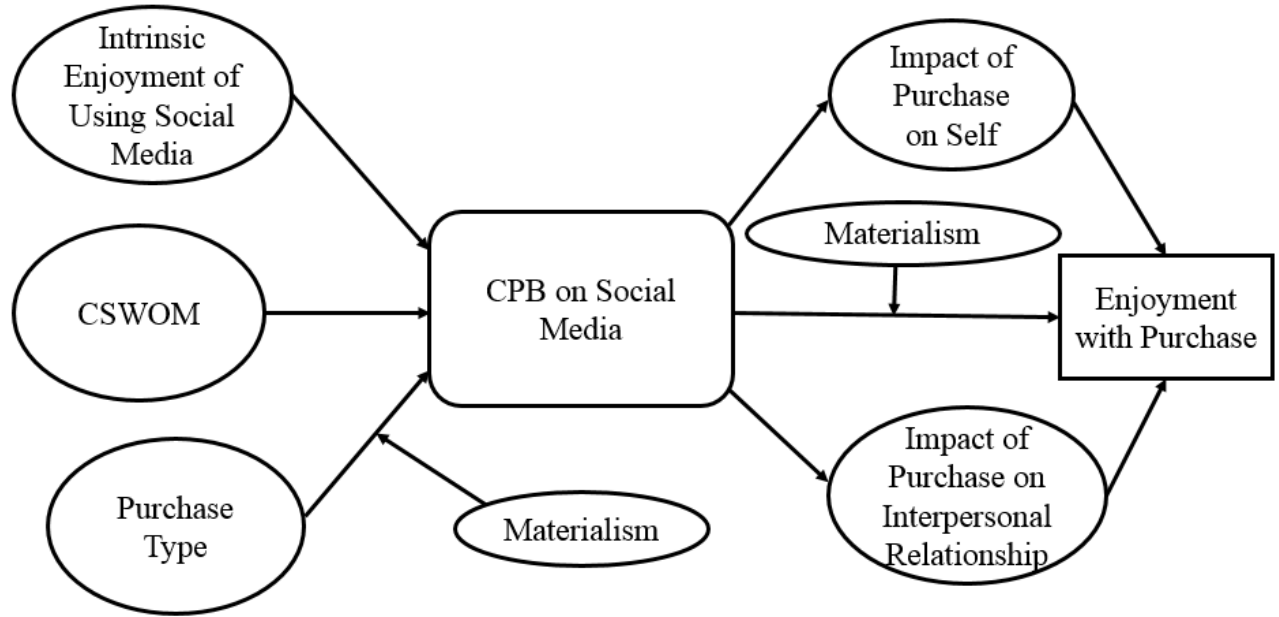 Intrinsic
Enjoyment of
Using Social
Media
CSWOM
Purchase
Type
Materialism
CPB on Social
Media
Impact of
Purchase
on Self
Materialism
Impact of
Purchase on
Interpersonal
Relationship
Enjoyment
with Purchase